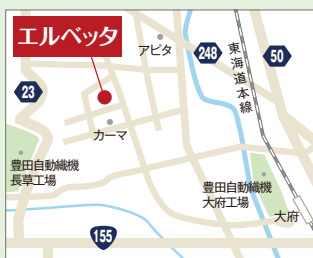 エルベッタ
アピタ
248
東海道本線
50
23
カーマ
豊田自動織機
長草工場
豊田自動織機
大府工場
大府
155